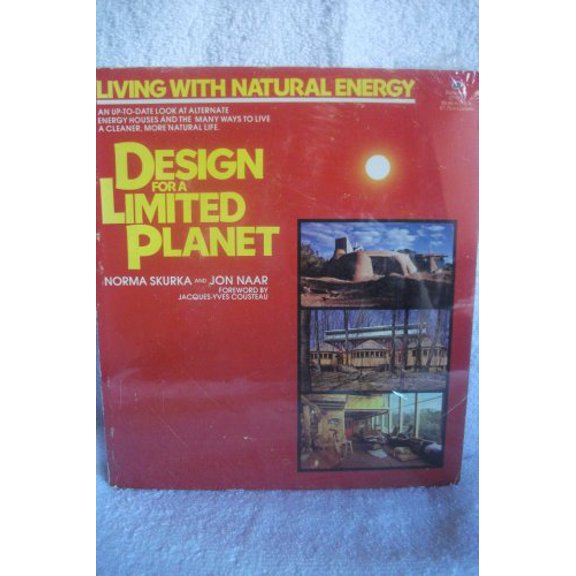 LIVING WITH NATURAL ENERGY
AN UP-TO-DATE LOOK AT ALTERNATE
ENERGY HOUSES AND THE MANY WAYS TO LIVE
A CLEANER, MORE NATURAL LIFE.
DESIGN
FOR A
LIMITED
PLANET
NORMA SKURKA AND JON NAAR
FOREWORD BY
JACQUES-YVES COUSTEAU